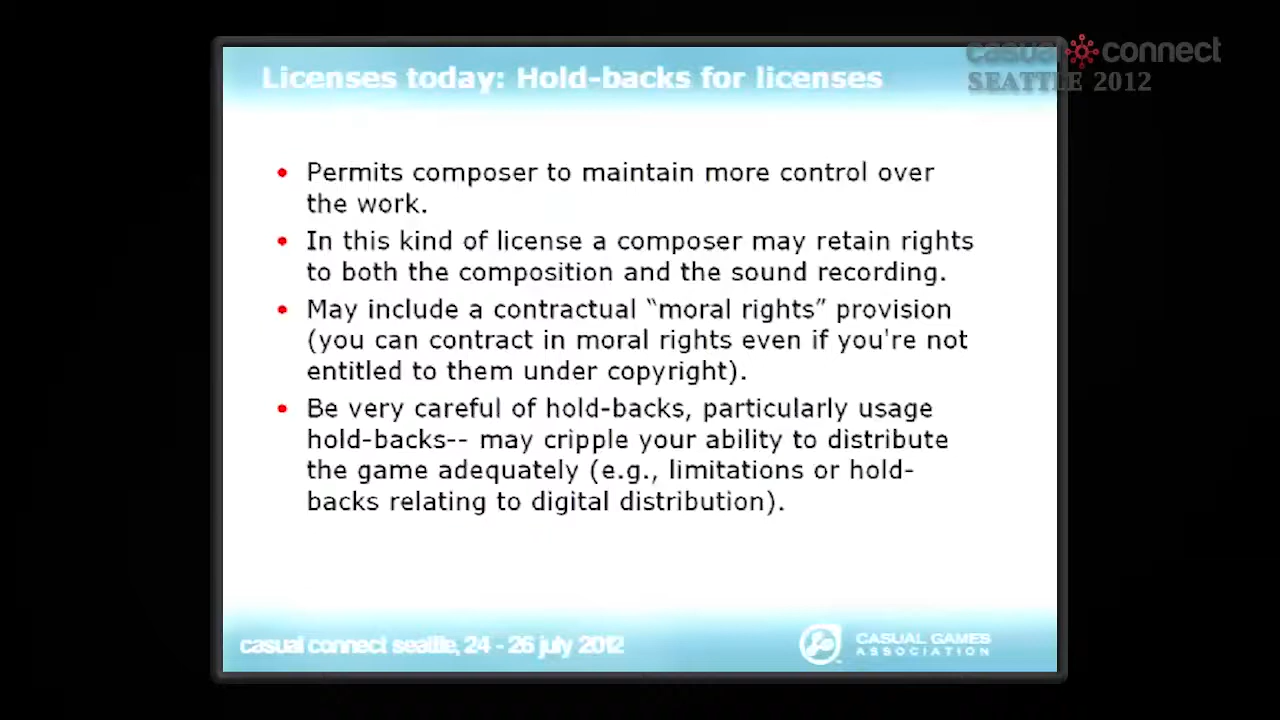 casual connect
SEATTLE 2012
Licenses today: Hold-backs for licenses
• Permits composer to maintain more control over
the work.
• In this kind of license a composer may retain rights
to both the composition and the sound recording.
• May include a contractual “moral rights” provision
(you can contract in moral rights even if you're not
entitled to them under copyright).
• Be very careful of hold-backs, particularly usage
hold-backs-- may cripple your ability to distribute
the game adequately (e.g., limitations or hold-
backs relating to digital distribution).
casual connect seattle, 24 - 26 july 2012
CASUAL GAMES
ASSOCIATION